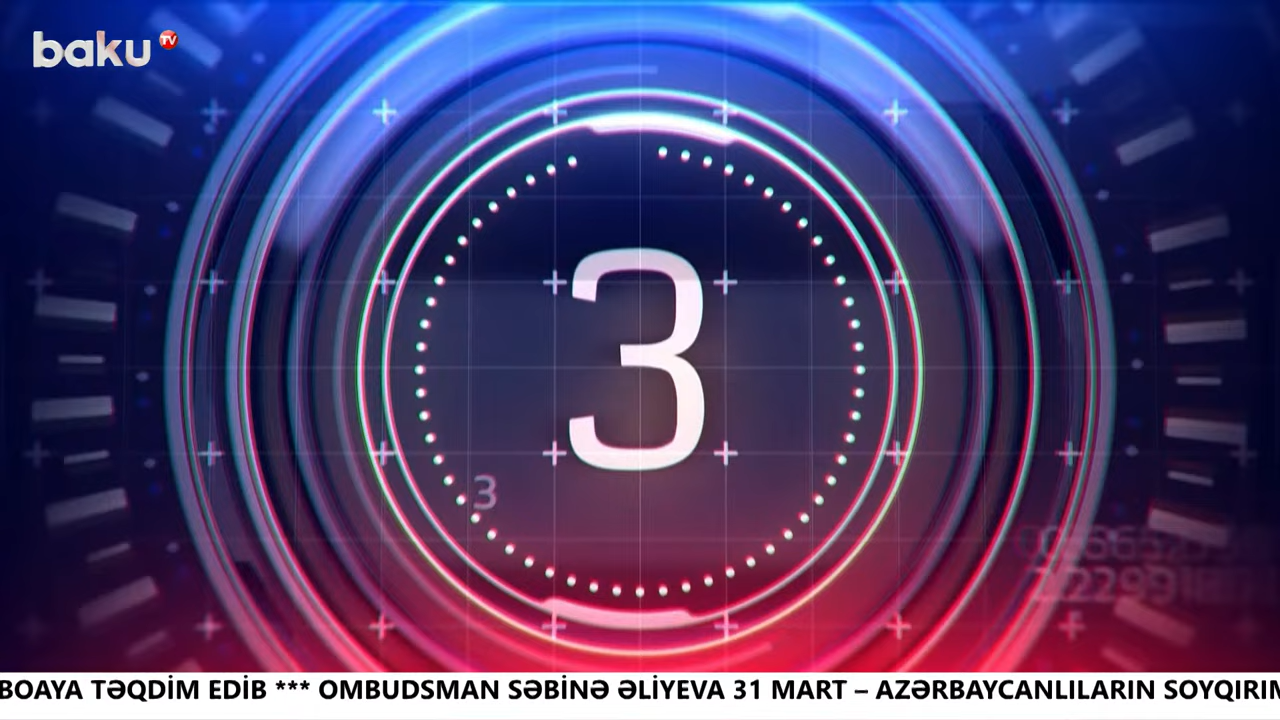 baku TV
3
3
BOAYA TƏQDİM EDİB *** OMBUDSMAN SƏBİNƏ ƏLİYEVA 31 MART – AZƏRBAYCANLILARIN SOYQIRIM